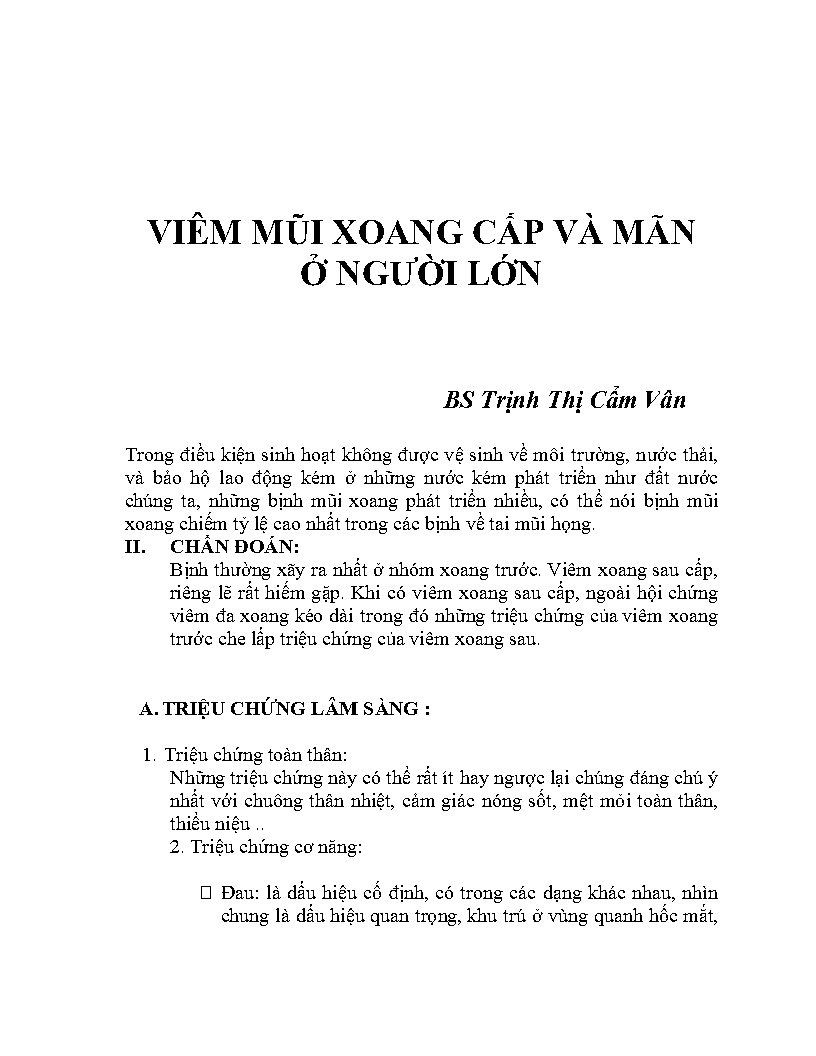 VIÊM MŨI XOANG CẤP VÀ MÃN
Ở NGƯỜI LỚN
BS Trịnh Thị Cẩm Vân
Trong điều kiện sinh hoạt không được vệ sinh về môi trường, nước thải,
và bảo hộ lao động kém ở những nước kém phát triển như đất nước
chúng ta, những bịnh mũi xoang phát triển nhiều, có thể nói bịnh mũi
xoang chiếm tỷ lệ cao nhất trong các bịnh về tai mũi họng.
II. CHẨN ĐOÁN:
Bịnh thường xãy ra nhất ở nhóm xoang trước. Viêm xoang sau cấp,
riêng lẽ rất hiếm gặp. Khi có viêm xoang sau cấp, ngoài hội chứng
viêm đa xoang kéo dài trong đó những triệu chứng của viêm xoang
trước che lấp triệu chứng của viêm xoang sau.
A. TRIỆU CHỨNG LÂM SÀNG :
1. Triệu chứng toàn thân:
Những triệu chứng này có thể rất ít hay ngược lại chúng đáng chú ý
nhất với chuông thân nhiệt, cảm giác nóng sốt, mệt mỏi toàn thân,
thiểu niệu ..
2. Triệu chứng cơ năng:
Đau: là dấu hiệu cố định, có trong các dạng khác nhau, nhìn
chung là dấu hiệu quan trọng, khu trú ở vùng quanh hốc mắt,